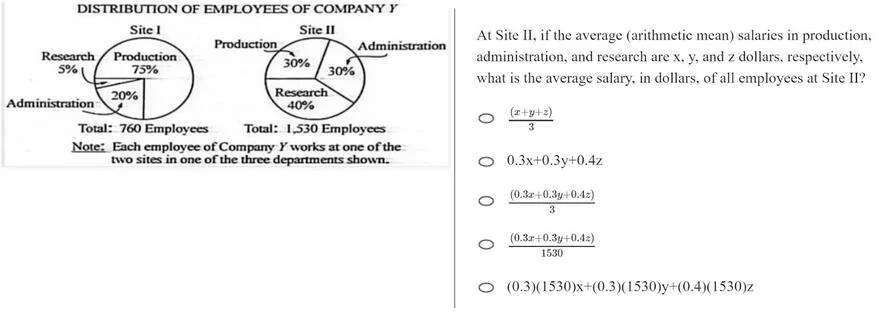 DISTRIBUTION OF EMPLOYEES OF COMPANY Y
Site I
Site II
Production
Administration
Research
5%
Production
75%
30%
30%
20%
Administration
Research
40%
Total: 760 Employees
Total: 1,530 Employees
Note: Each employee of Company Y works at one of the
two sites in one of the three departments shown.
At Site II, if the average (arithmetic mean) salaries in production,
administration, and research are x, y, and z dollars, respectively,
what is the average salary, in dollars, of all employees at Site II?
(x+y+z)
3
0.3x+0.3y+0.4z
(0.3x+0.3y+0.4z)
3
(0.3x+0.3y+0.4z)
1530
(0.3)(1530)x+(0.3)(1530)y+(0.4)(1530)z